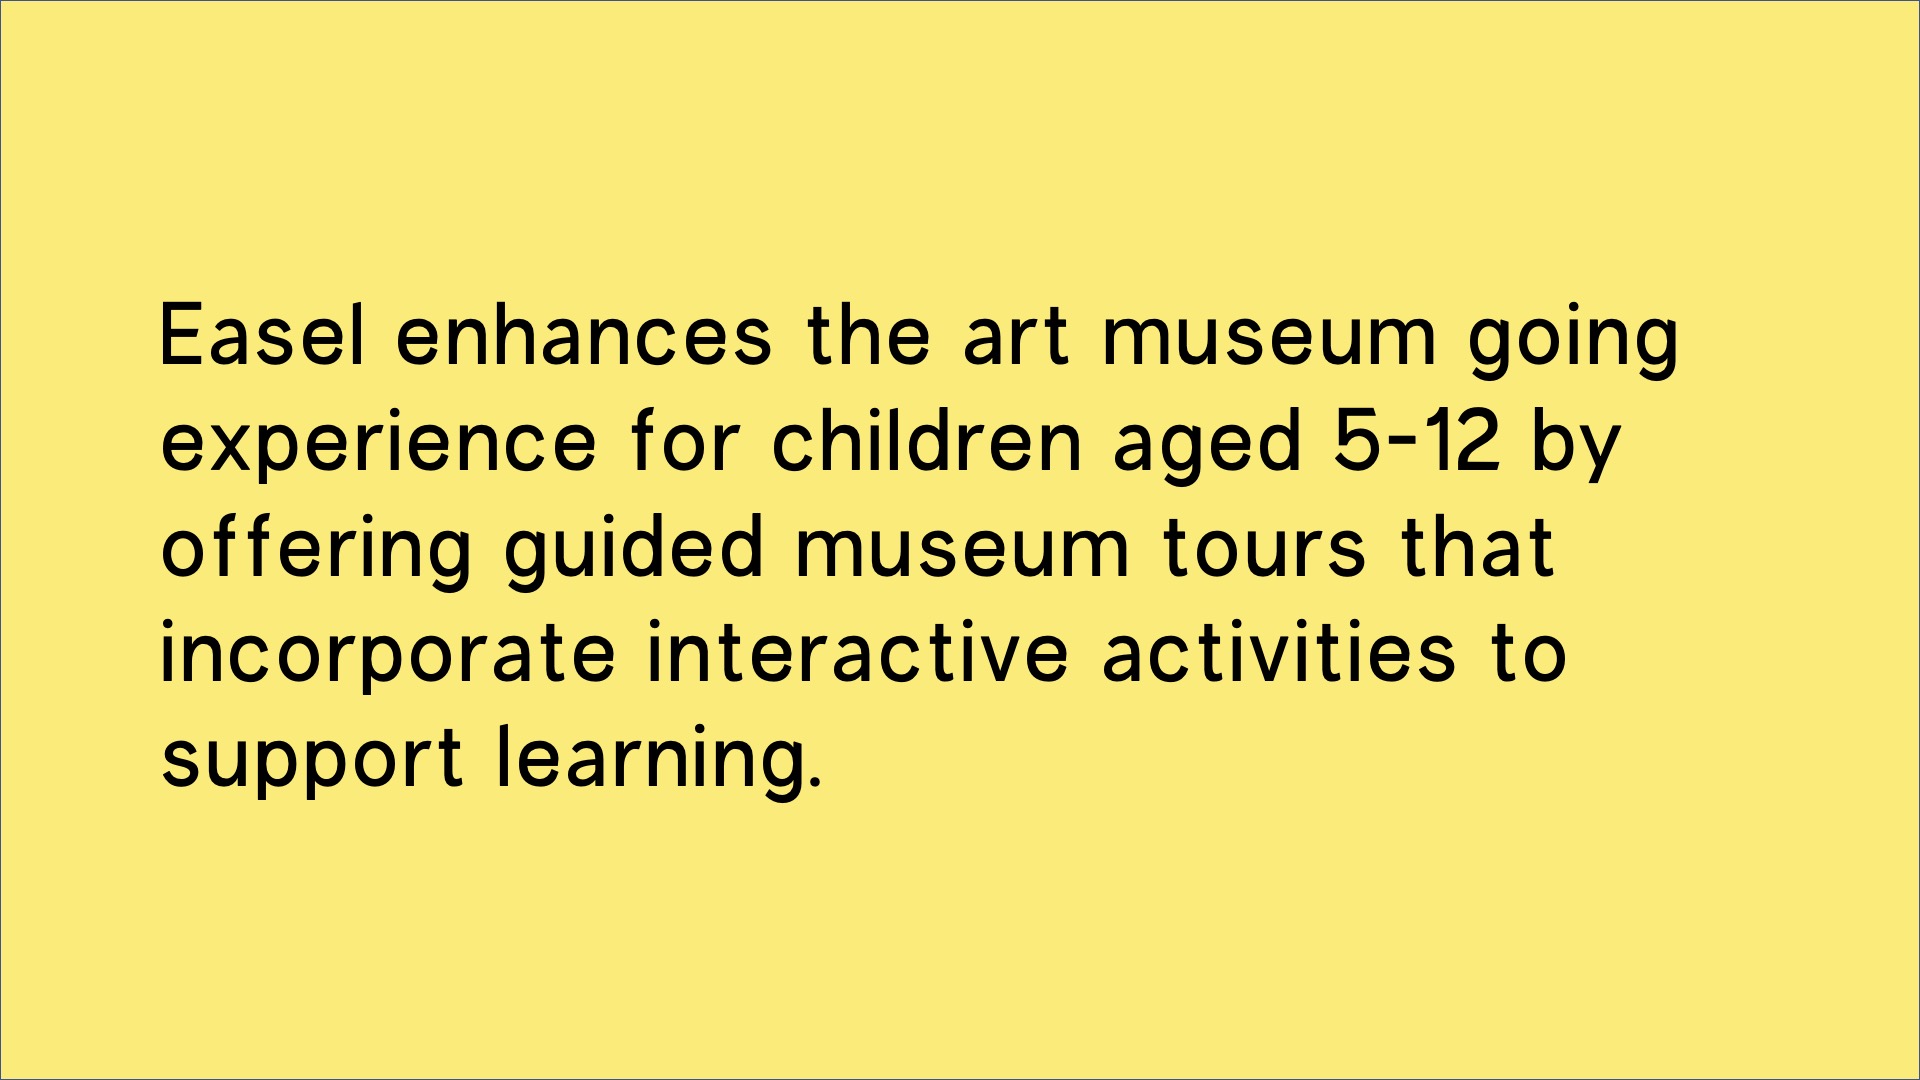 Easel enhances the art museum going
experience for children aged 5-12 by
offering guided museum tours that
incorporate interactive activities to
support learning.